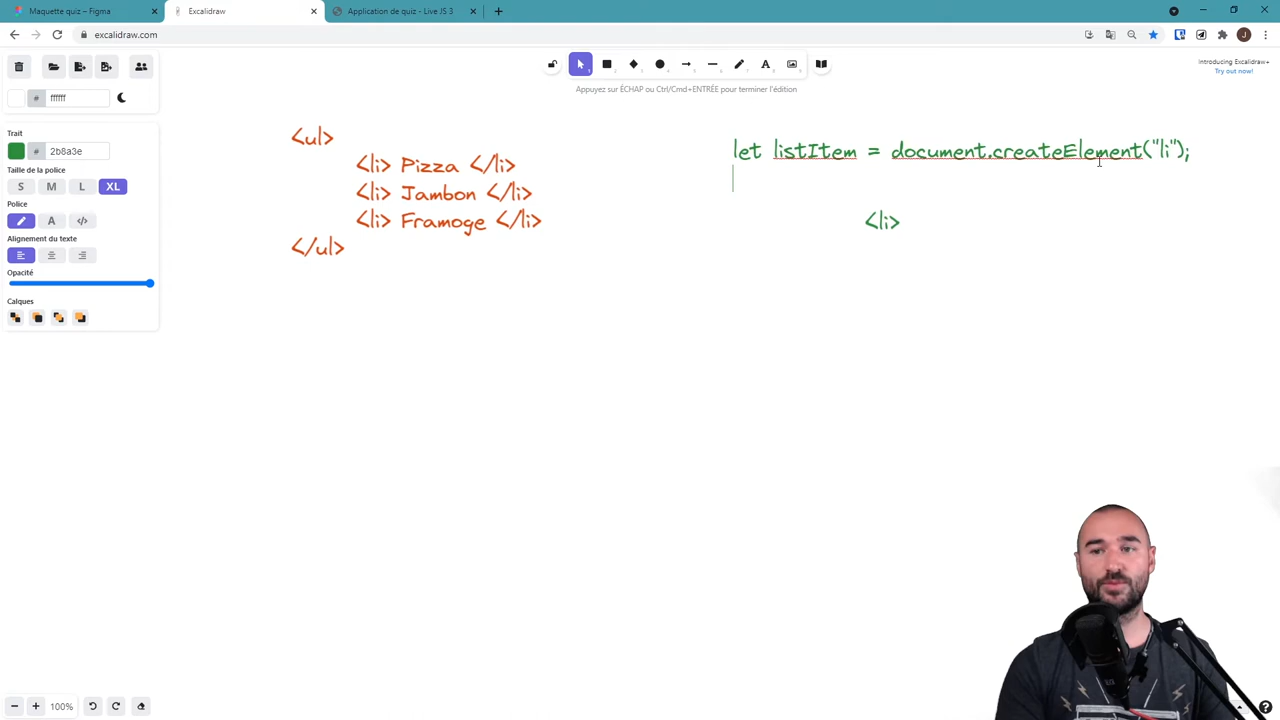 Maquette quiz – Figma
Excalidraw
Application de quiz - Live JS 3
excalidraw.com
J
Introducing Excalidraw+
Try out now!
# ffffff
Appuyez sur ÉCHAP ou Ctrl/Cmd+ENTRÉE pour terminer l'édition
Trait
# 2b8a3e
Taille de la police
S M L XL
Police
A </>
Alignement du texte
Opacité
Calques
<ul>
<li> Pizza </li>
<li> Jambon </li>
<li> Framoge </li>
</ul>
let listItem = document.createElement("li");
<li>
100%